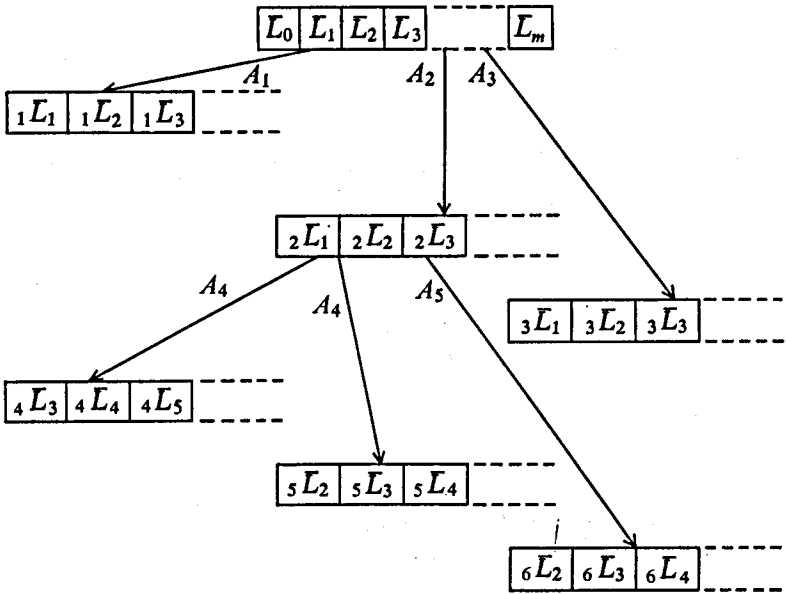 L₀ L₁ L₂ L₃ Lₘ
A₁ A₂ A₃
₁L₁ ₁L₂ ₁L₃
₂L₁ ₂L₂ ₂L₃
A₄ A₄ A₅
₃L₁ ₃L₂ ₃L₃
₄L₃ ₄L₄ ₄L₅
₅L₂ ₅L₃ ₅L₄
₆L₂ ₆L₃ ₆L₄